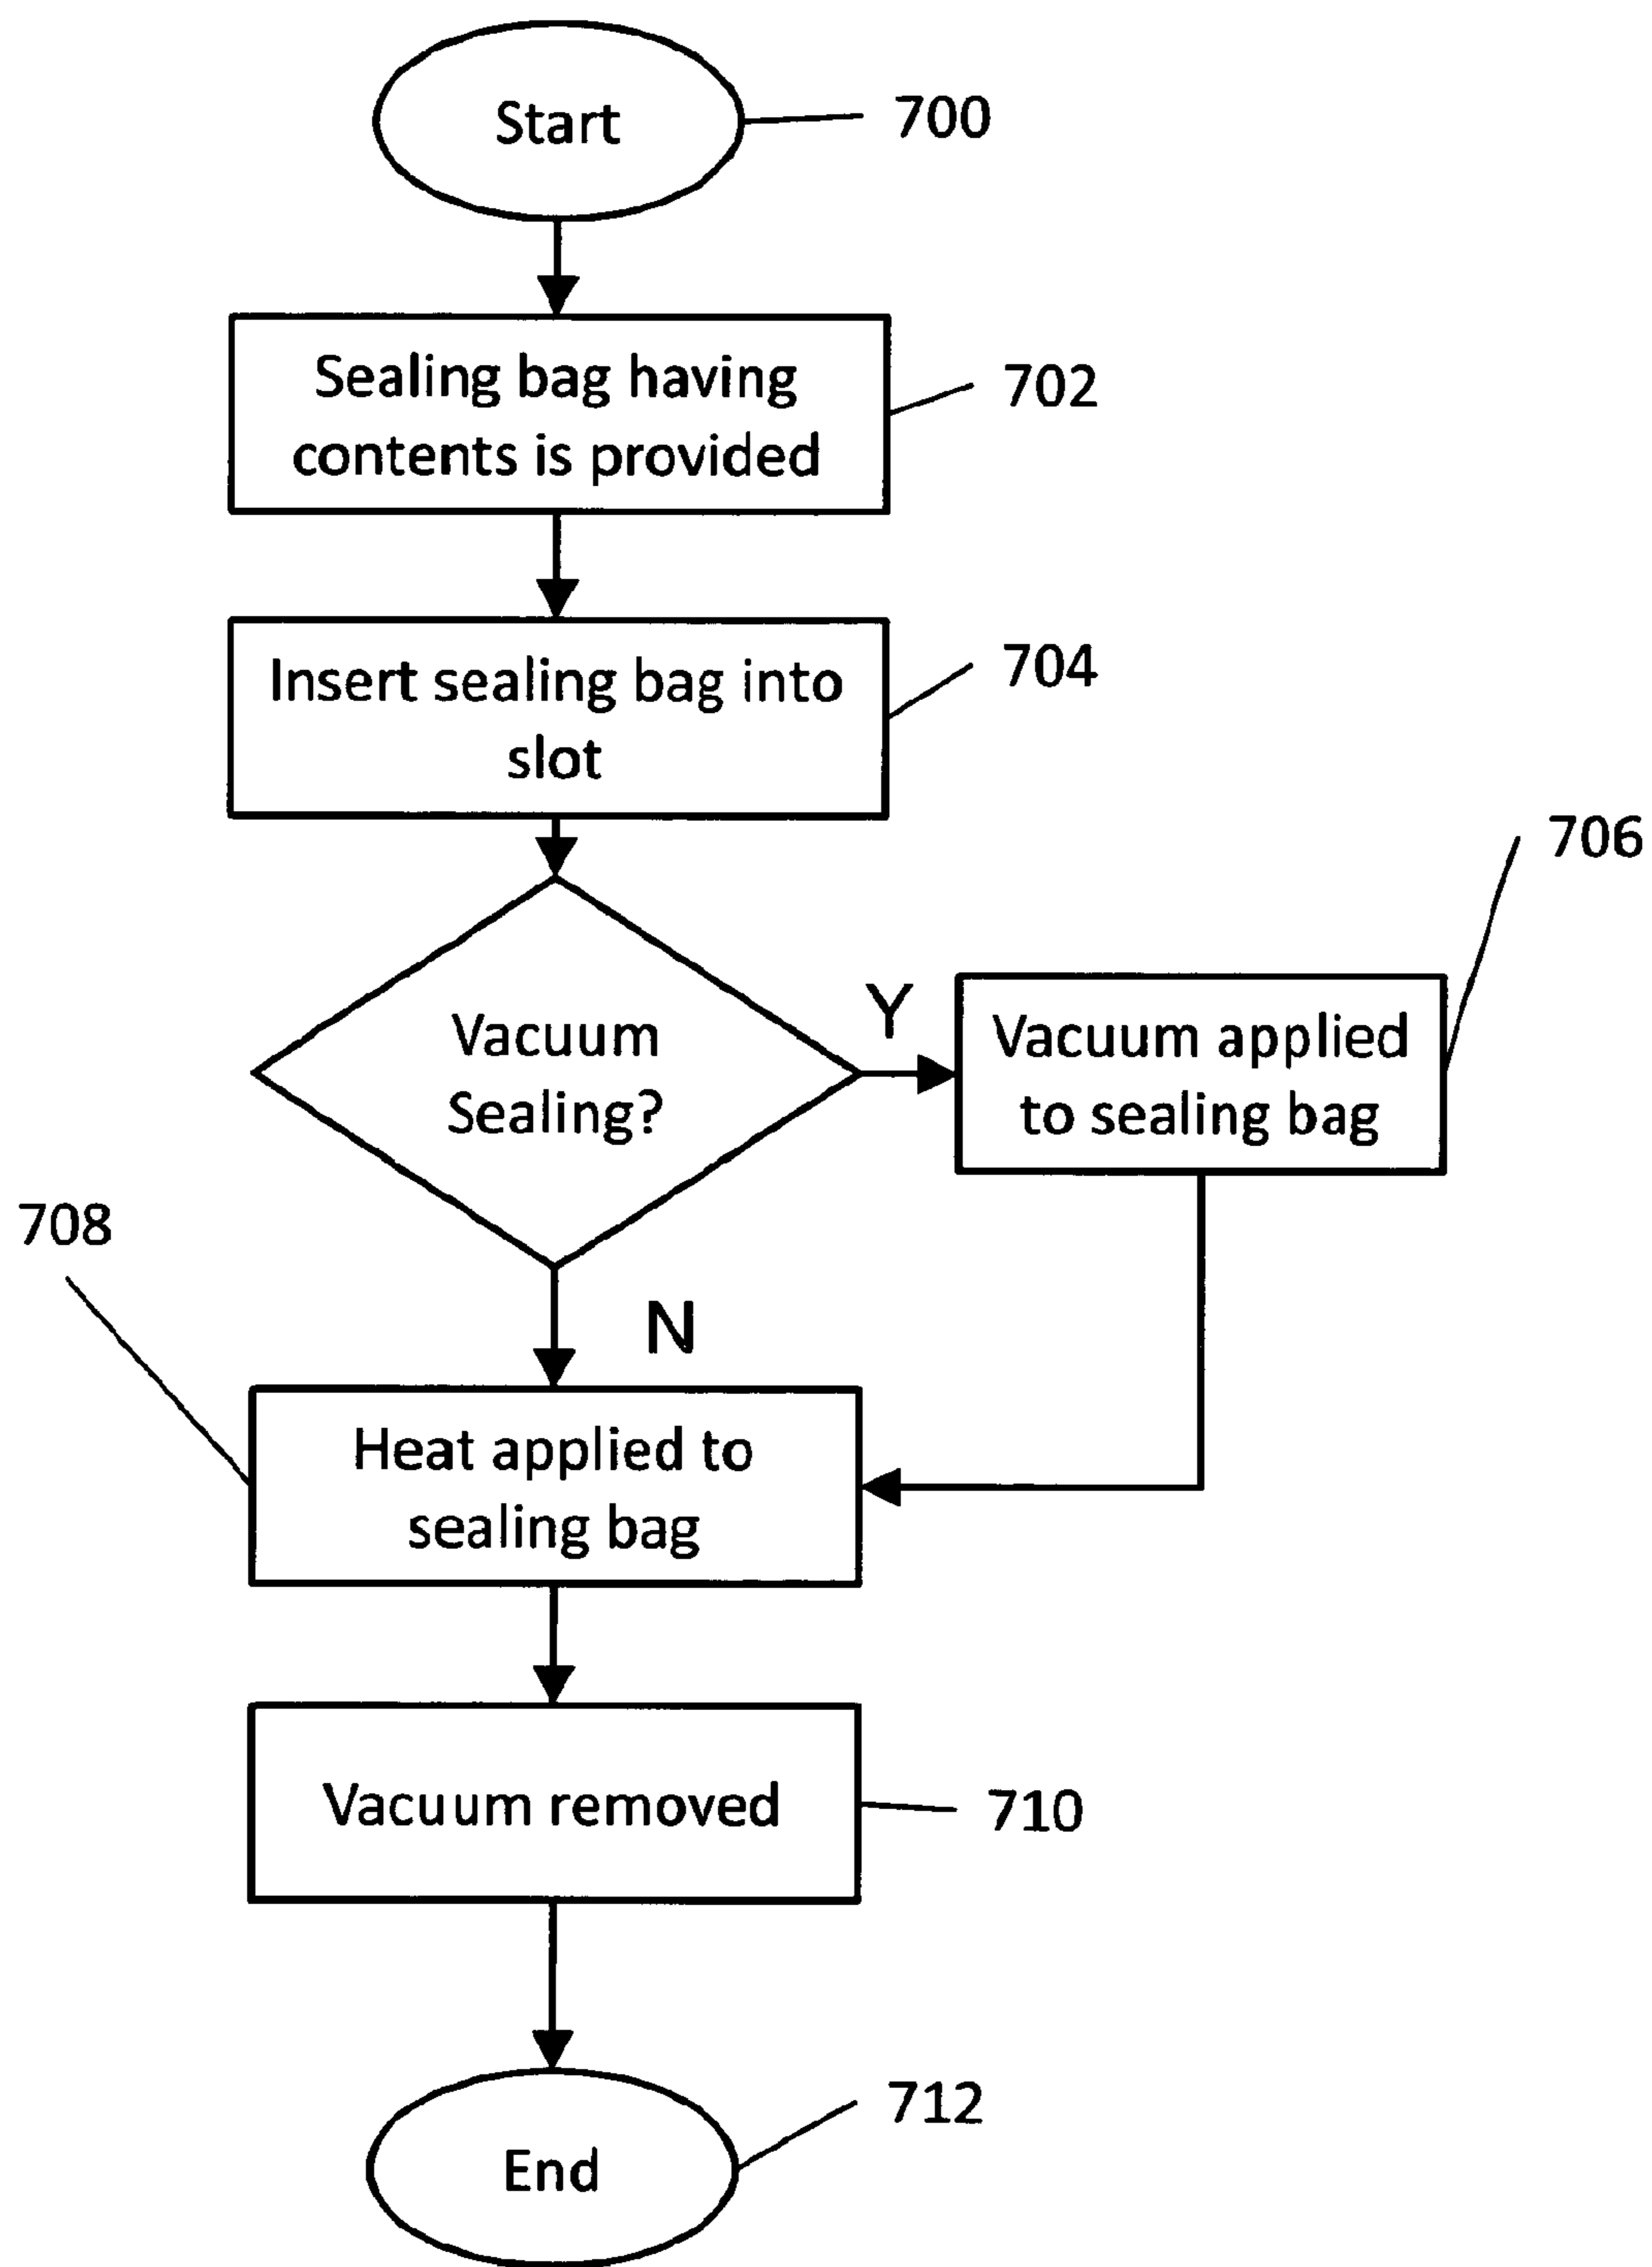 Start
700
Sealing bag having
contents is provided
702
Insert sealing bag into
slot
704
706
Vacuum
Sealing?
Y
Vacuum applied
to sealing bag
708
N
Heat applied to
sealing bag
Vacuum removed
710
712
End